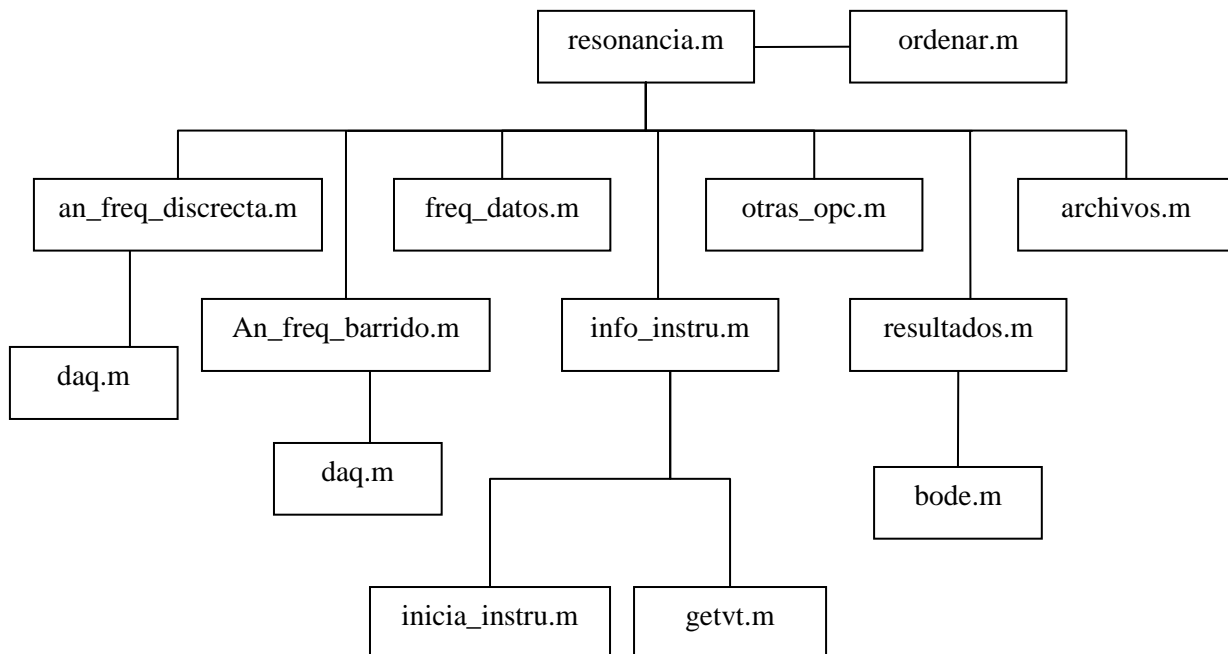 resonancia.m
ordenar.m
an_freq_discrecta.m
freq_datos.m
otras_opc.m
archivos.m
An_freq_barrido.m
info_instru.m
resultados.m
daq.m
daq.m
bode.m
inicia_instru.m
getvt.m